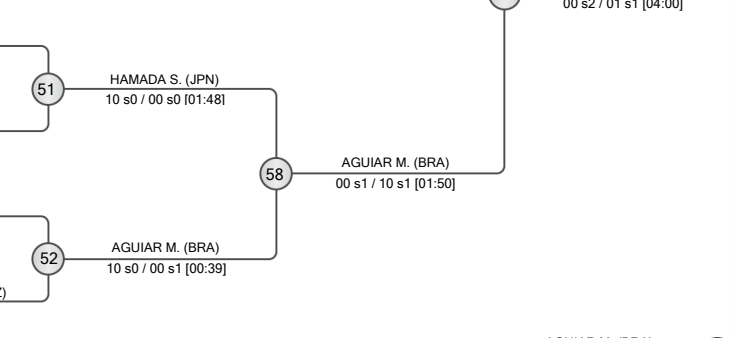 00 s2 / 01 s1 [04:00]
51
HAMADA S. (JPN)
10 s0 / 00 s0 [01:48]
58
AGUIAR M. (BRA)
00 s1 / 10 s1 [01:50]
52
AGUIAR M. (BRA)
10 s0 / 00 s1 [00:39]